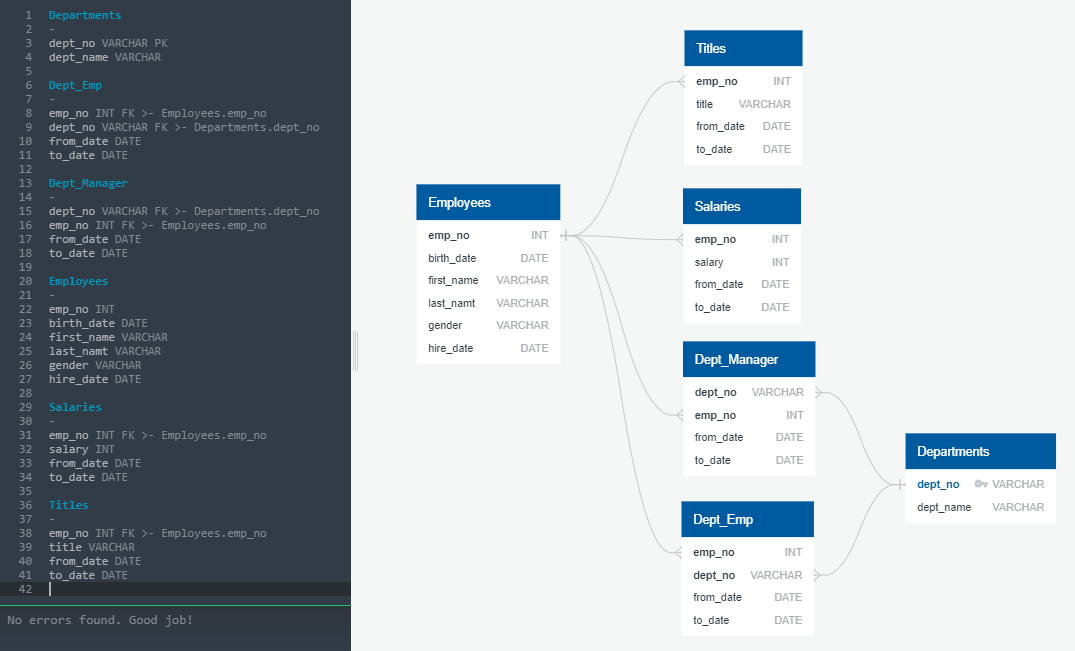 1 Departments
2 -
3 dept_no VARCHAR PK
4 dept_name VARCHAR
5
6 Dept_Emp
7 -
8 emp_no INT FK >- Employees.emp_no
9 dept_no VARCHAR FK >- Departments.dept_no
10 from_date DATE
11 to_date DATE
12
13 Dept_Manager
14 -
15 dept_no VARCHAR FK >- Departments.dept_no
16 emp_no INT FK >- Employees.emp_no
17 from_date DATE
18 to_date DATE
19
20 Employees
21 -
22 emp_no INT
23 birth_date DATE
24 first_name VARCHAR
25 last_namt VARCHAR
26 gender VARCHAR
27 hire_date DATE
28
29 Salaries
30 -
31 emp_no INT FK >- Employees.emp_no
32 salary INT
33 from_date DATE
34 to_date DATE
35
36 Titles
37 -
38 emp_no INT FK >- Employees.emp_no
39 title VARCHAR
40 from_date DATE
41 to_date DATE
42
No errors found. Good job!
Employees
emp_no INT
birth_date DATE
first_name VARCHAR
last_namt VARCHAR
gender VARCHAR
hire_date DATE
Titles
emp_no INT
title VARCHAR
from_date DATE
to_date DATE
Salaries
emp_no INT
salary INT
from_date DATE
to_date DATE
Dept_Manager
dept_no VARCHAR
emp_no INT
from_date DATE
to_date DATE
Dept_Emp
emp_no INT
dept_no VARCHAR
from_date DATE
to_date DATE
Departments
dept_no VARCHAR
dept_name VARCHAR